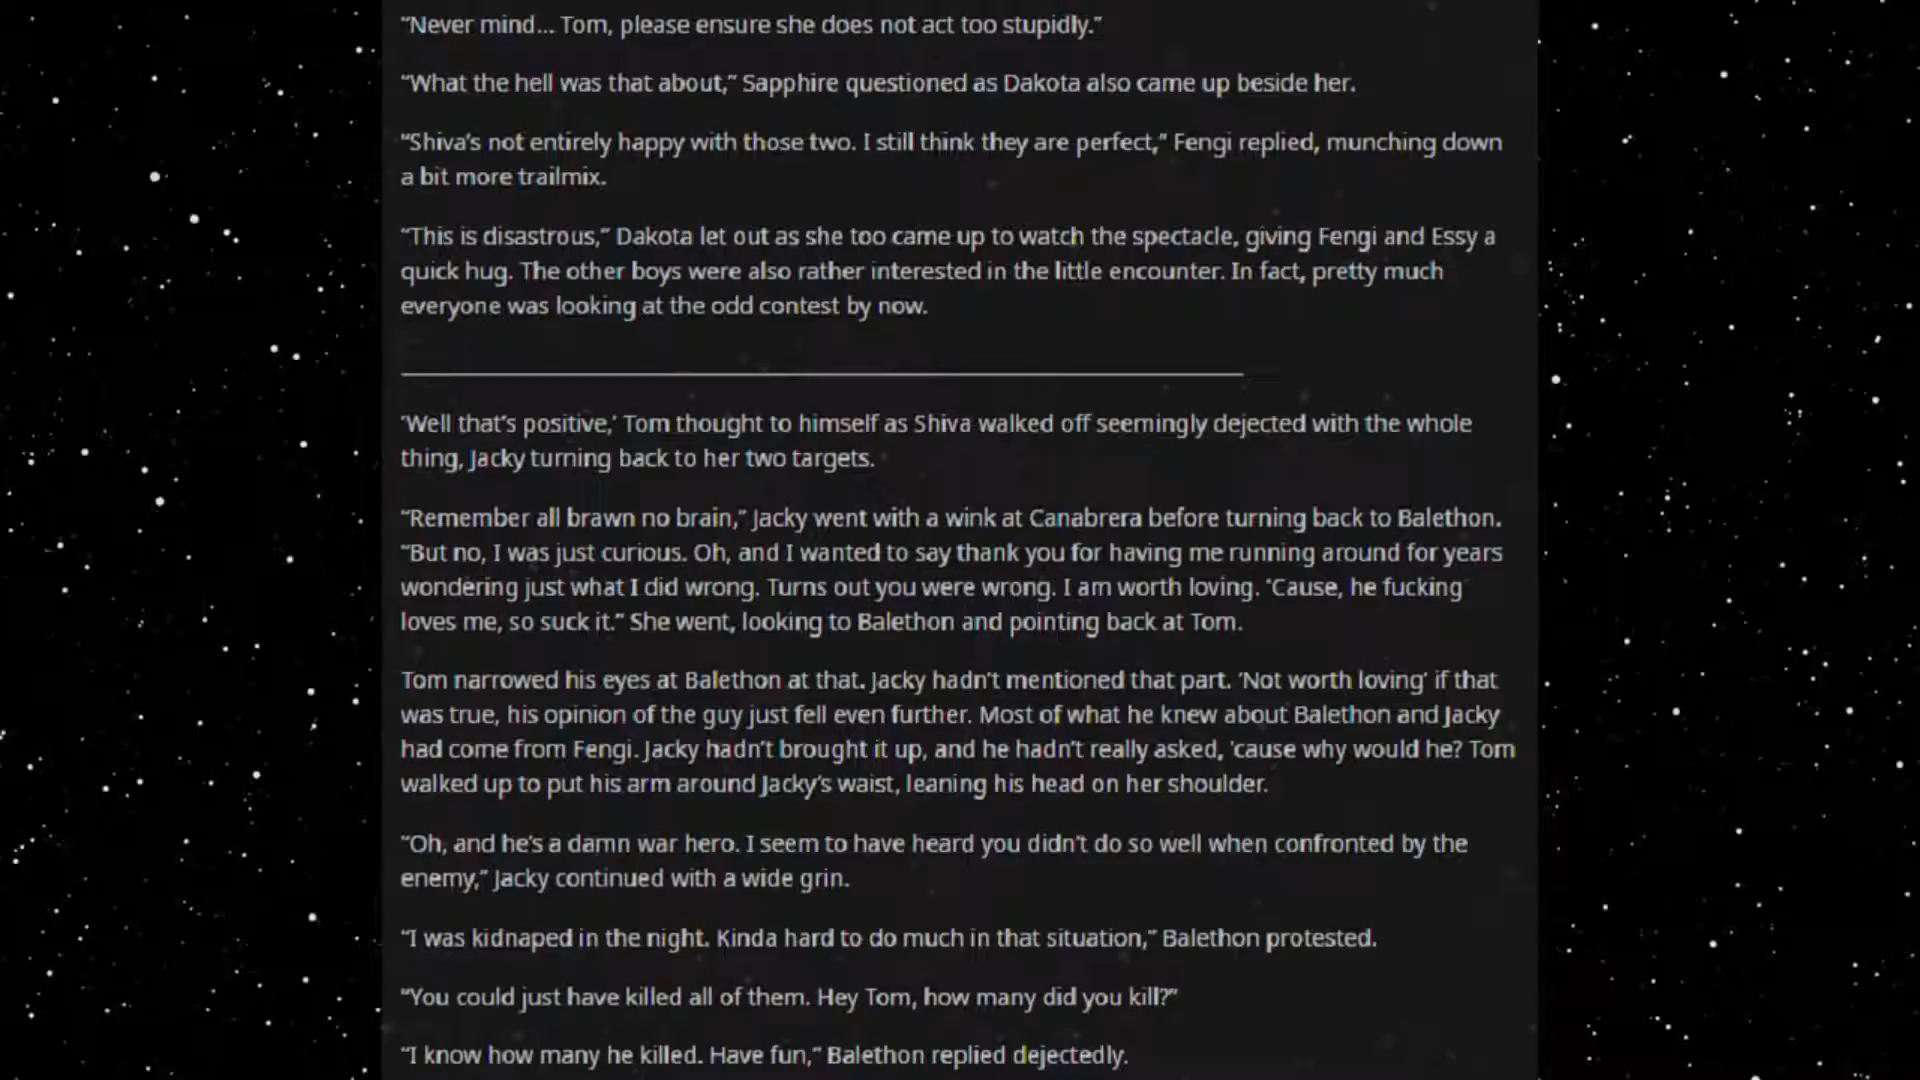 “Never mind... Tom, please ensure she does not act too stupidly.”
“What the hell was that about,” Sapphire questioned as Dakota also came up beside her.
“Shiva’s not entirely happy with those two. I still think they are perfect,” Fengi replied, munching down
a bit more trailmix.
“This is disastrous,” Dakota let out as she too came up to watch the spectacle, giving Fengi and Essy a
quick hug. The other boys were also rather interested in the little encounter. In fact, pretty much
everyone was looking at the odd contest by now.
‘Well that’s positive,’ Tom thought to himself as Shiva walked off seemingly dejected with the whole
thing, Jacky turning back to her two targets.
“Remember all brawn no brain,” Jacky went with a wink at Canabrera before turning back to Balethon.
“But no, I was just curious. Oh, and I wanted to say thank you for having me running around for years
wondering just what I did wrong. Turns out you were wrong. I am worth loving. ‘Cause, he fucking
loves me, so suck it.” She went, looking to Balethon and pointing back at Tom.
Tom narrowed his eyes at Balethon at that. Jacky hadn’t mentioned that part. ‘Not worth loving’ if that
was true, his opinion of the guy just fell even further. Most of what he knew about Balethon and Jacky
had come from Fengi. Jacky hadn’t brought it up, and he hadn’t really asked, ‘cause why would he? Tom
walked up to put his arm around Jacky’s waist, leaning his head on her shoulder.
“Oh, and he’s a damn war hero. I seem to have heard you didn’t do so well when confronted by the
enemy,” Jacky continued with a wide grin.
“I was kidnaped in the night. Kinda hard to do much in that situation,” Balethon protested.
“You could just have killed all of them. Hey Tom, how many did you kill?”
“I know how many he killed. Have fun,” Balethon replied dejectedly.